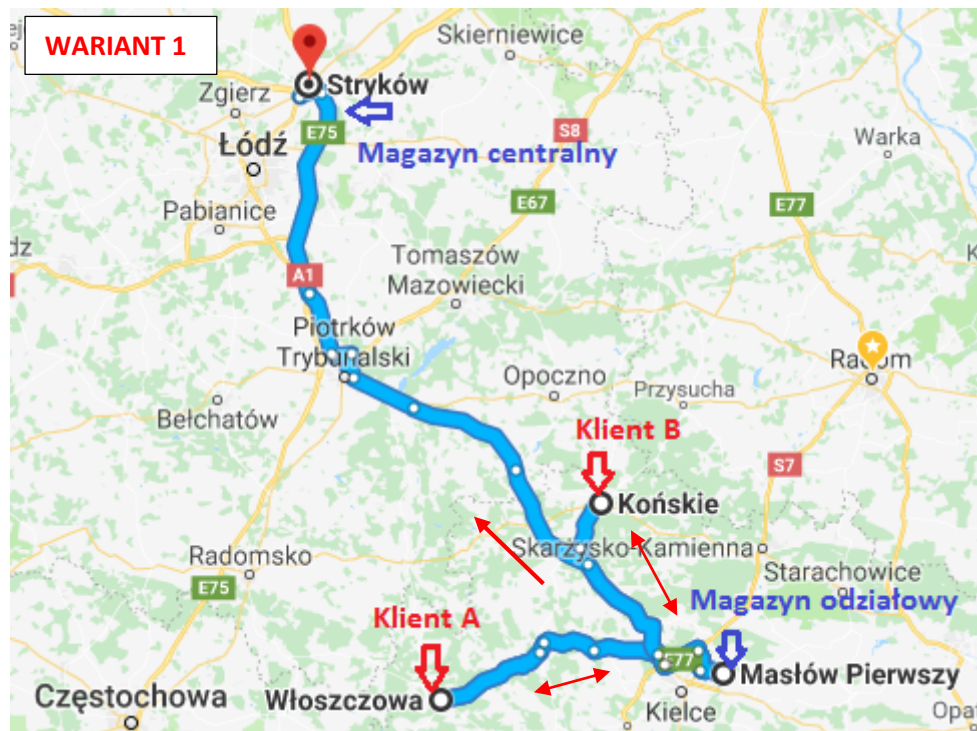 WARIANT 1
Skierniewice
Stryków
Zgierz
E75
Magazyn centralny
S8
Warka
Łódź
Pabianice
E67
E77
dz
Tomaszów
Mazowiecki
A1
Piotrków
Trybunalski
Radom
Opoczno
Przysucha
Bełchatów
Klient B
S7
Końskie
Skarżysko-Kamienna
Radomsko
E75
Starachowice
Magazyn odziałowy
Klient A
E77
Masłów Pierwszy
Włoszczowa
Częstochowa
Kielce
Opat